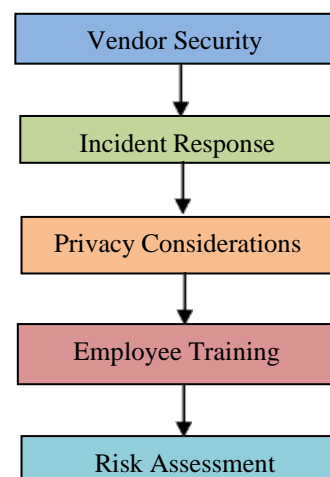 Vendor Security
Incident Response
Privacy Considerations
Employee Training
Risk Assessment